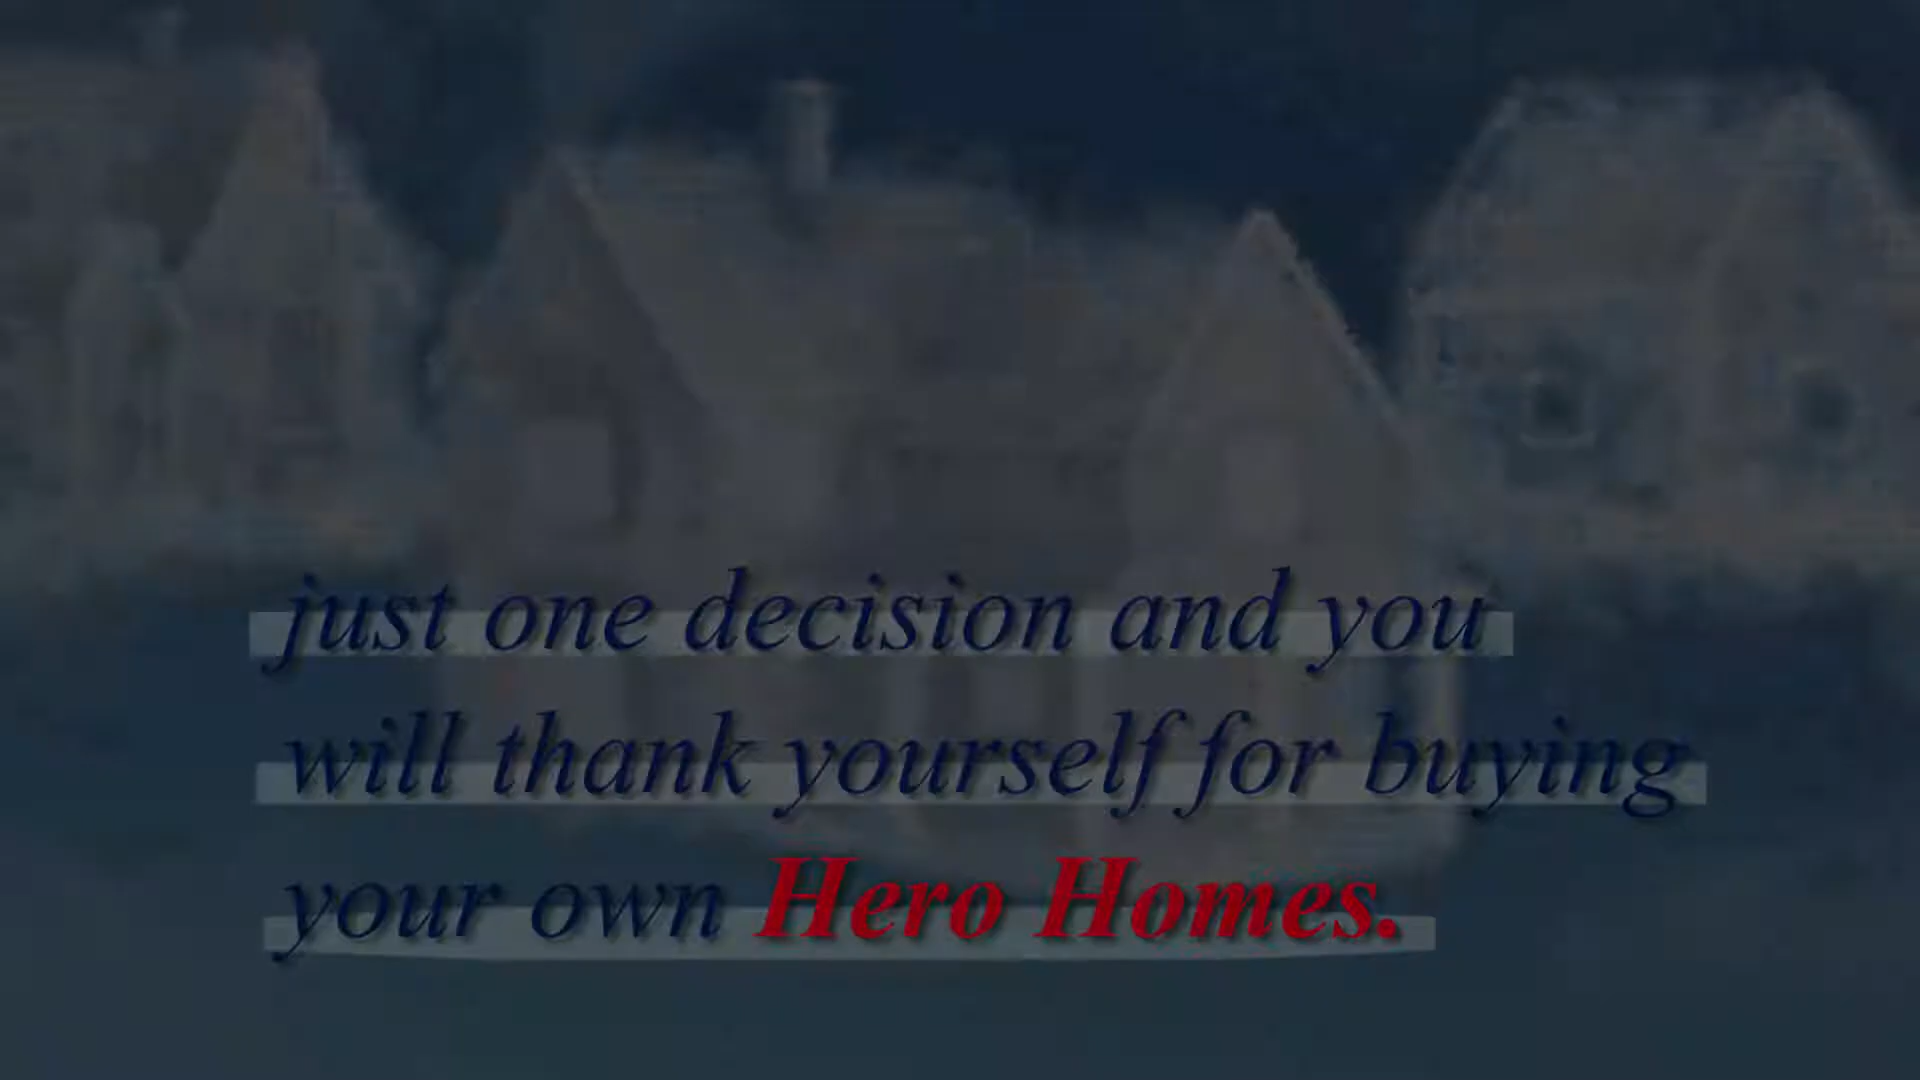 just one decision and you
will thank yourself for buying
your own Hero Homes.